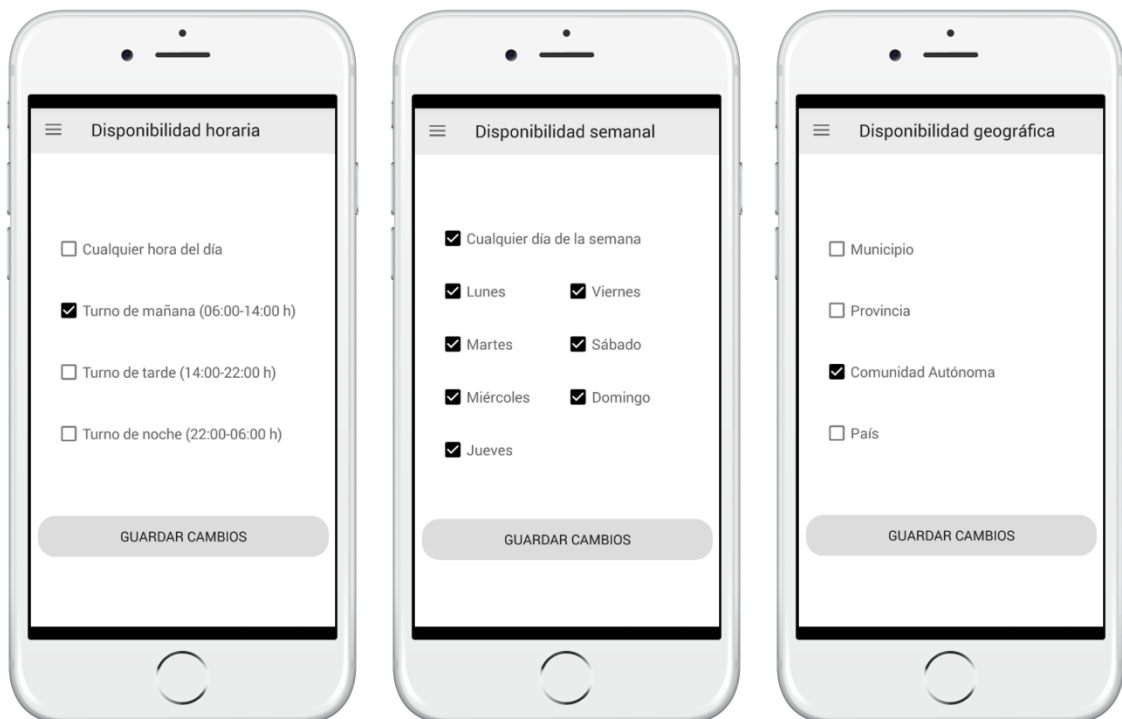 Disponibilidad horaria
Cualquier hora del día
Turno de mañana (06:00-14:00 h)
Turno de tarde (14:00-22:00 h)
Turno de noche (22:00-06:00 h)
GUARDAR CAMBIOS
Disponibilidad semanal
Cualquier día de la semana
Lunes
Viernes
Martes
Sábado
Miércoles
Domingo
Jueves
GUARDAR CAMBIOS
Disponibilidad geográfica
Municipio
Provincia
Comunidad Autónoma
País
GUARDAR CAMBIOS